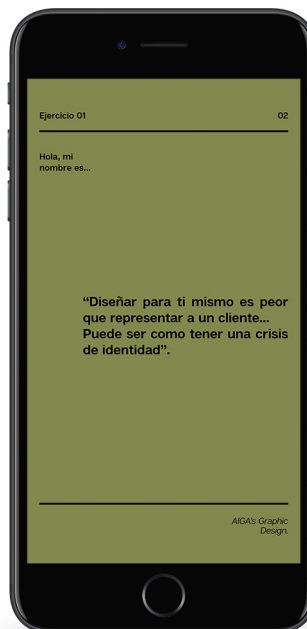 Ejercicio 01
02
Hola, mi
nombre es...
“Diseñar para ti mismo es peor
que representar a un cliente...
Puede ser como tener una crisis
de identidad”.
AIGA's Graphic
Design.